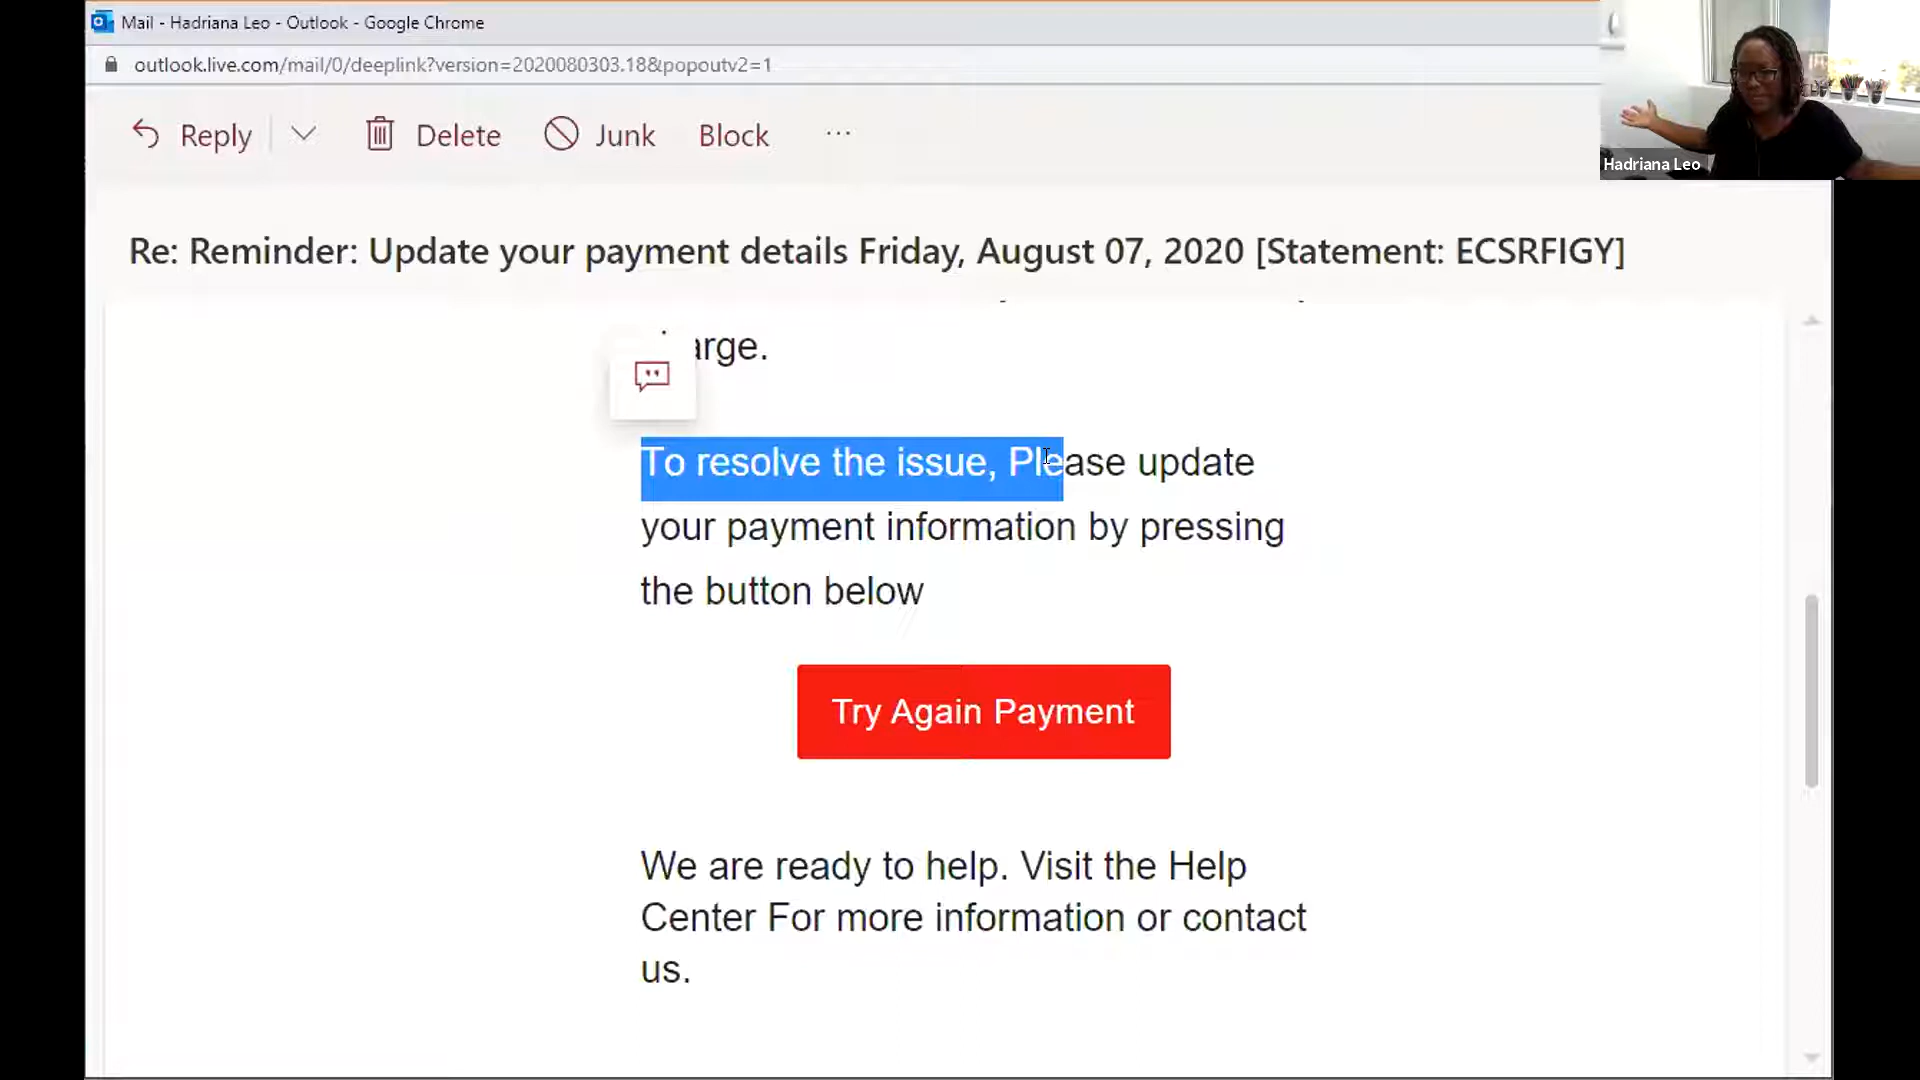 Mail - Hadriana Leo - Outlook - Google Chrome
outlook.live.com/mail/0/deeplink?version=2020080303.18&popoutv2=1
Reply
Delete
Junk
Block
Hadriana Leo
Re: Reminder: Update your payment details Friday, August 07, 2020 [Statement: ECSRFIGY]
arge.
To resolve the issue, Please update
your payment information by pressing
the button below
Try Again Payment
We are ready to help. Visit the Help
Center For more information or contact
us.